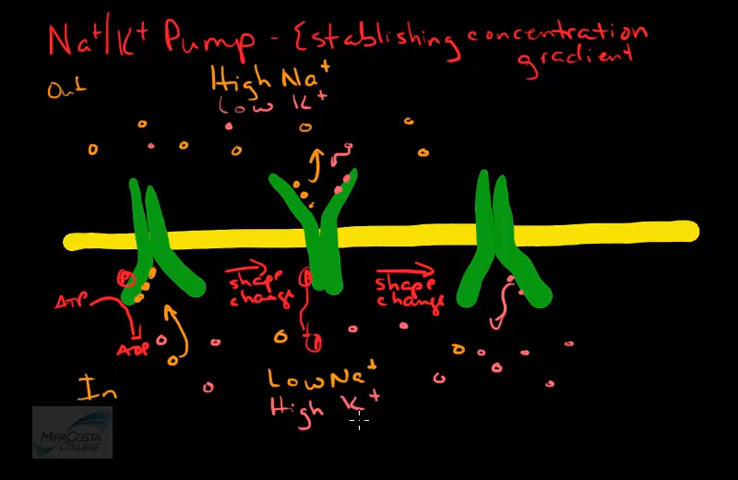 Na+/K+ Pump - Establishing concentration
gradient
Out
High Na+
Low K+
P
ATP
ADP
shape
change
P
P
shape
change
In
Low Na+
High K+
MIRACOSTA
COLLEGE